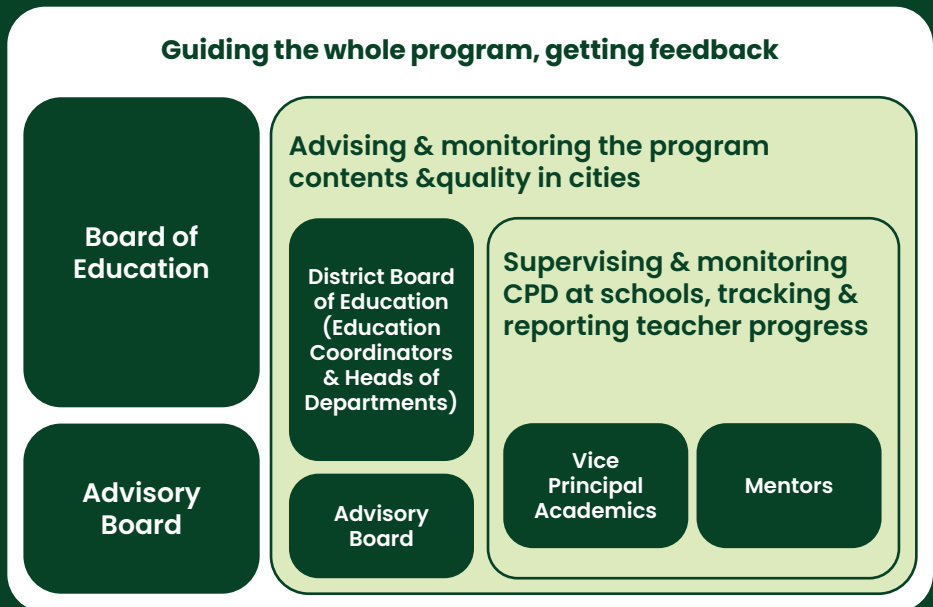 Guiding the whole program, getting feedback
Board of
Education
Advisory
Board
Advising & monitoring the program
contents &quality in cities
District Board
of Education
(Education
Coordinators
& Heads of
Departments)
Advisory
Board
Supervising & monitoring
CPD at schools, tracking &
reporting teacher progress
Vice
Principal
Academics
Mentors